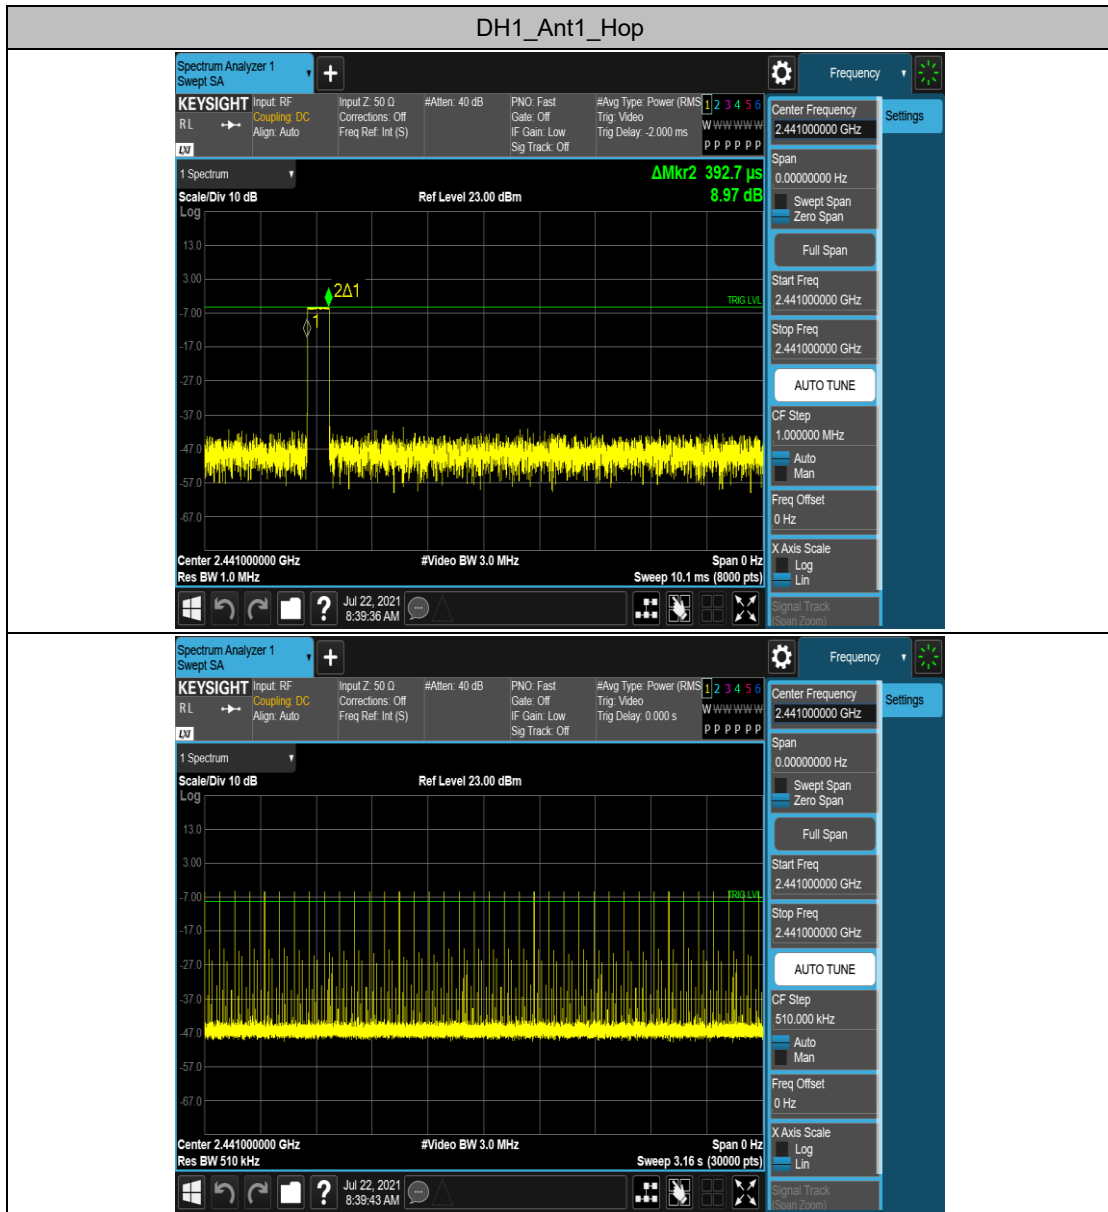 DH1_Ant1_Hop
Spectrum Analyzer 1
Swept SA
Frequency
KEYSIGHT
RL
LXI
Input: RF
Coupling: DC
Align: Auto
Input Z: 50 Ω
Corrections: Off
Freq Ref: Int (S)
#Atten: 40 dB
PNO: Fast
Gate: Off
IF Gain: Low
Sig Track: Off
#Avg Type: Power (RMS
Trig: Video
Trig Delay: -2.000 ms
1 2 3 4 5 6
W W W W W W
P P P P P P
Center Frequency
2.441000000 GHz
Settings
Span
0.00000000 Hz
Swept Span
Zero Span
Full Span
Start Freq
2.441000000 GHz
Stop Freq
2.441000000 GHz
AUTO TUNE
CF Step
1.000000 MHz
Auto
Man
Freq Offset
0 Hz
X Axis Scale
Log
Lin
Signal Track
(Span Zoom)
1 Spectrum
Scale/Div 10 dB
Log
Ref Level 23.00 dBm
ΔMkr2 392.7 µs
8.97 dB
13.0
3.00
-7.00
-17.0
-27.0
-37.0
-47.0
-57.0
-67.0
2Δ1
1
TRIG LVL
Center 2.441000000 GHz
Res BW 1.0 MHz
#Video BW 3.0 MHz
Span 0 Hz
Sweep 10.1 ms (8000 pts)
?
Jul 22, 2021
8:39:36 AM
Spectrum Analyzer 1
Swept SA
Frequency
KEYSIGHT
RL
LXI
Input: RF
Coupling: DC
Align: Auto
Input Z: 50 Ω
Corrections: Off
Freq Ref: Int (S)
#Atten: 40 dB
PNO: Fast
Gate: Off
IF Gain: Low
Sig Track: Off
#Avg Type: Power (RMS
Trig: Video
Trig Delay: 0.000 s
1 2 3 4 5 6
W W W W W W
P P P P P P
Center Frequency
2.441000000 GHz
Settings
Span
0.00000000 Hz
Swept Span
Zero Span
Full Span
Start Freq
2.441000000 GHz
Stop Freq
2.441000000 GHz
AUTO TUNE
CF Step
510.000 kHz
Auto
Man
Freq Offset
0 Hz
X Axis Scale
Log
Lin
Signal Track
(Span Zoom)
1 Spectrum
Scale/Div 10 dB
Log
Ref Level 23.00 dBm
13.0
3.00
-7.00
-17.0
-27.0
-37.0
-47.0
-57.0
-67.0
TRIG LVL
Center 2.441000000 GHz
Res BW 510 kHz
#Video BW 3.0 MHz
Span 0 Hz
Sweep 3.16 s (30000 pts)
?
Jul 22, 2021
8:39:43 AM